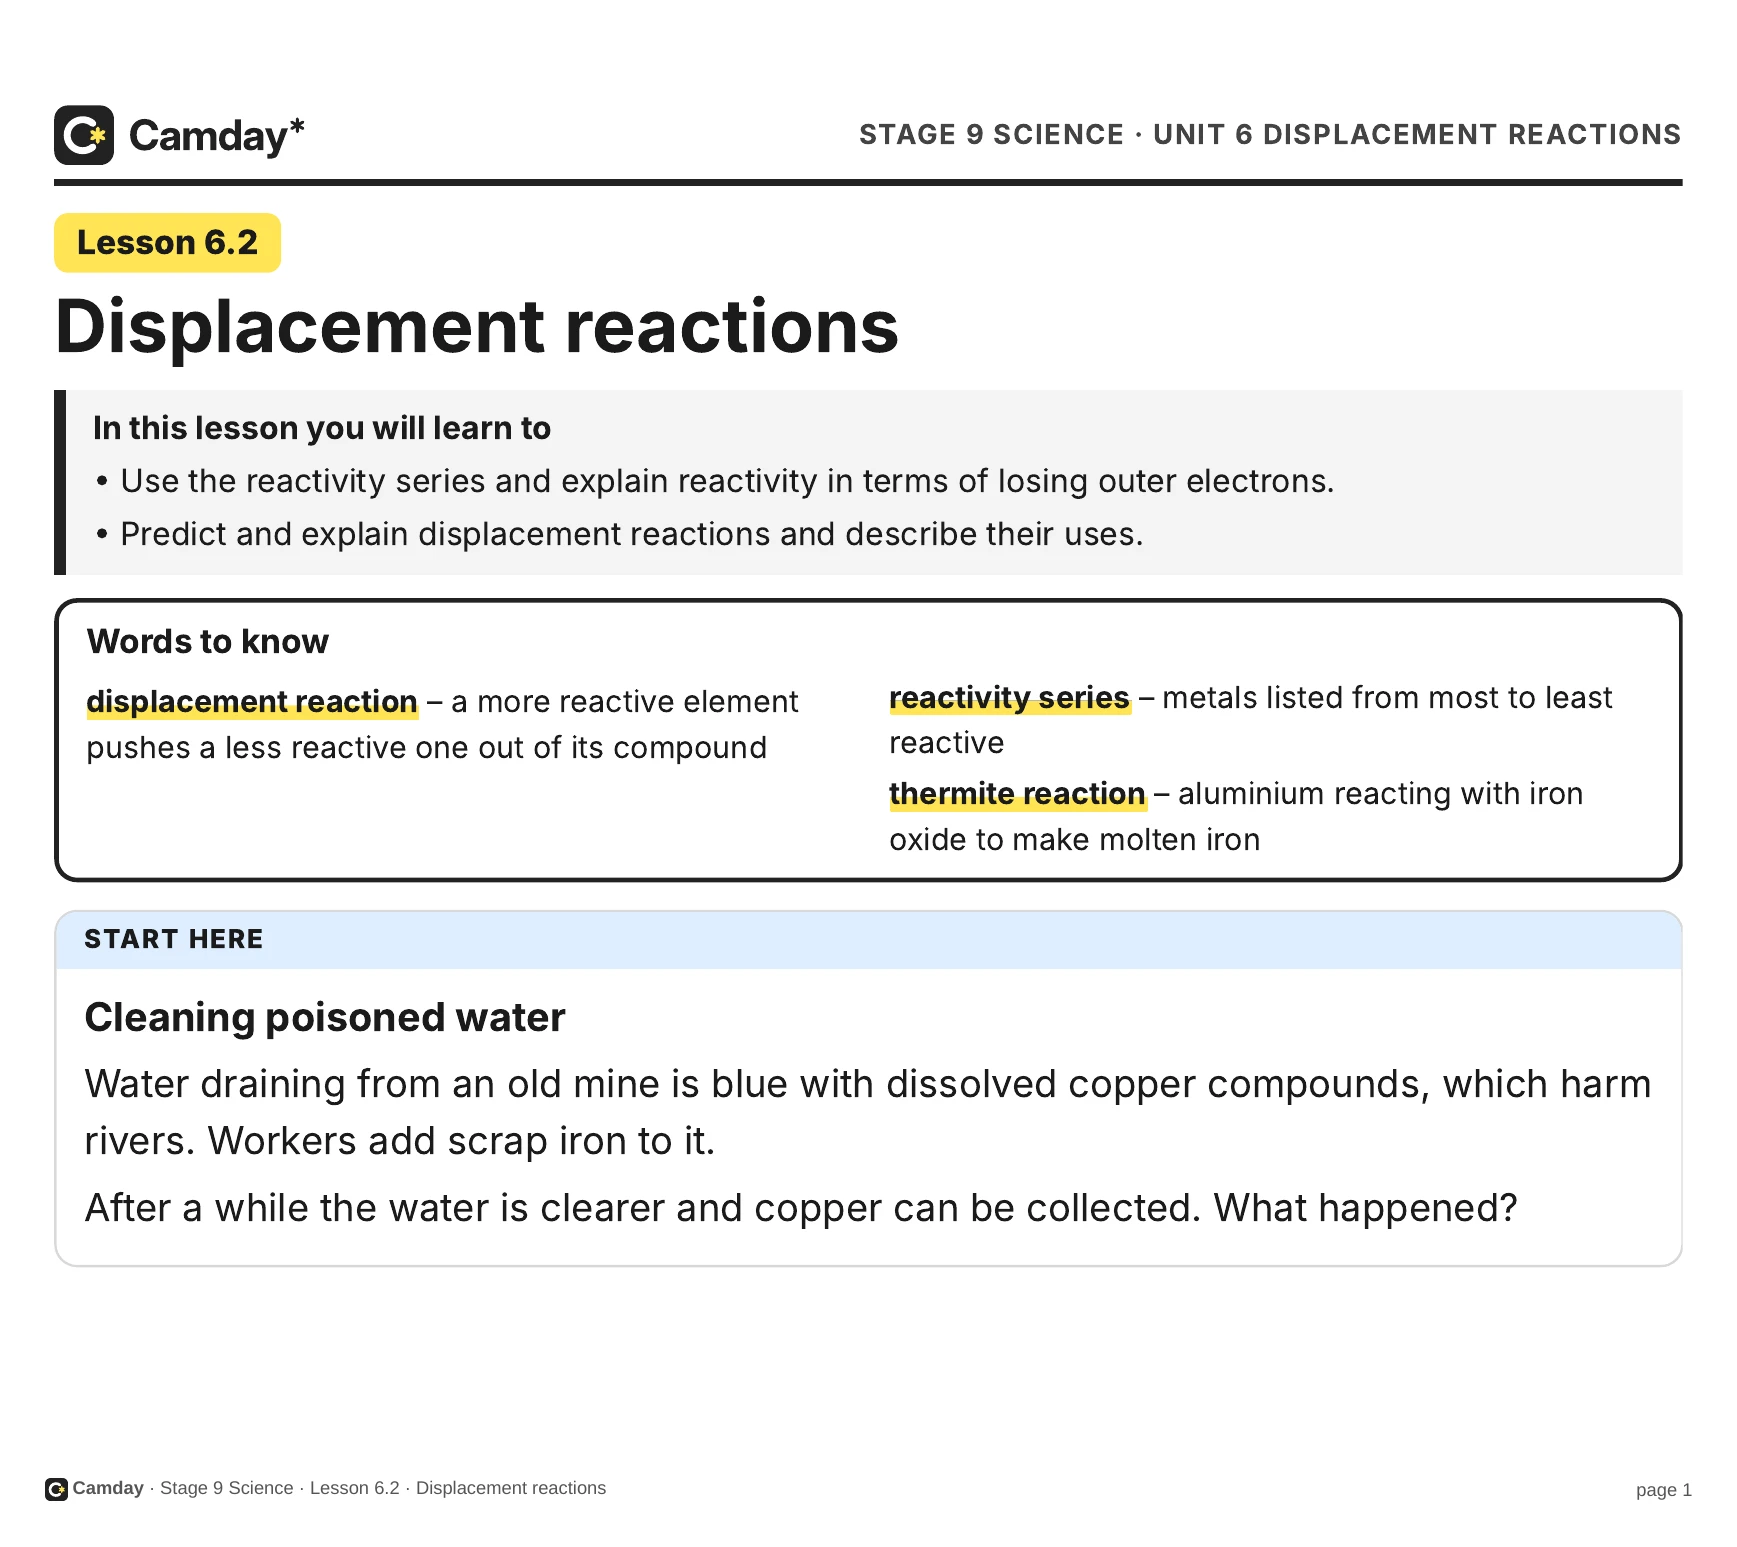 Camday*
STAGE 9 SCIENCE · UNIT 6 DISPLACEMENT REACTIONS
Lesson 6.2
Displacement reactions
In this lesson you will learn to
• Use the reactivity series and explain reactivity in terms of losing outer electrons.
• Predict and explain displacement reactions and describe their uses.
Words to know
displacement reaction – a more reactive element
pushes a less reactive one out of its compound
reactivity series – metals listed from most to least
reactive
thermite reaction – aluminium reacting with iron
oxide to make molten iron
START HERE
Cleaning poisoned water
Water draining from an old mine is blue with dissolved copper compounds, which harm
rivers. Workers add scrap iron to it.
After a while the water is clearer and copper can be collected. What happened?
Camday · Stage 9 Science · Lesson 6.2 · Displacement reactions
page 1